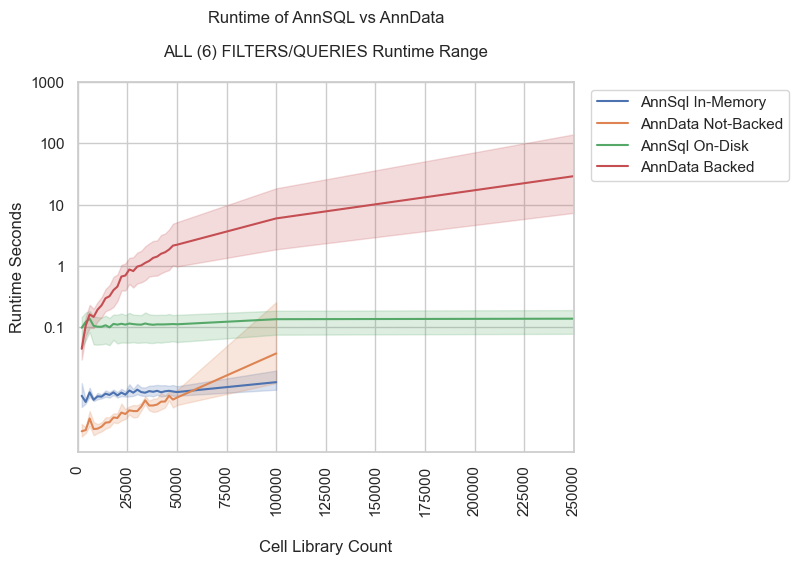 Runtime of AnnSQL vs AnnData
ALL (6) FILTERS/QUERIES Runtime Range
1000
100
10
1
0.1
Runtime Seconds
0
25000
50000
75000
100000
125000
150000
175000
200000
225000
250000
Cell Library Count
AnnSql In-Memory
AnnData Not-Backed
AnnSql On-Disk
AnnData Backed